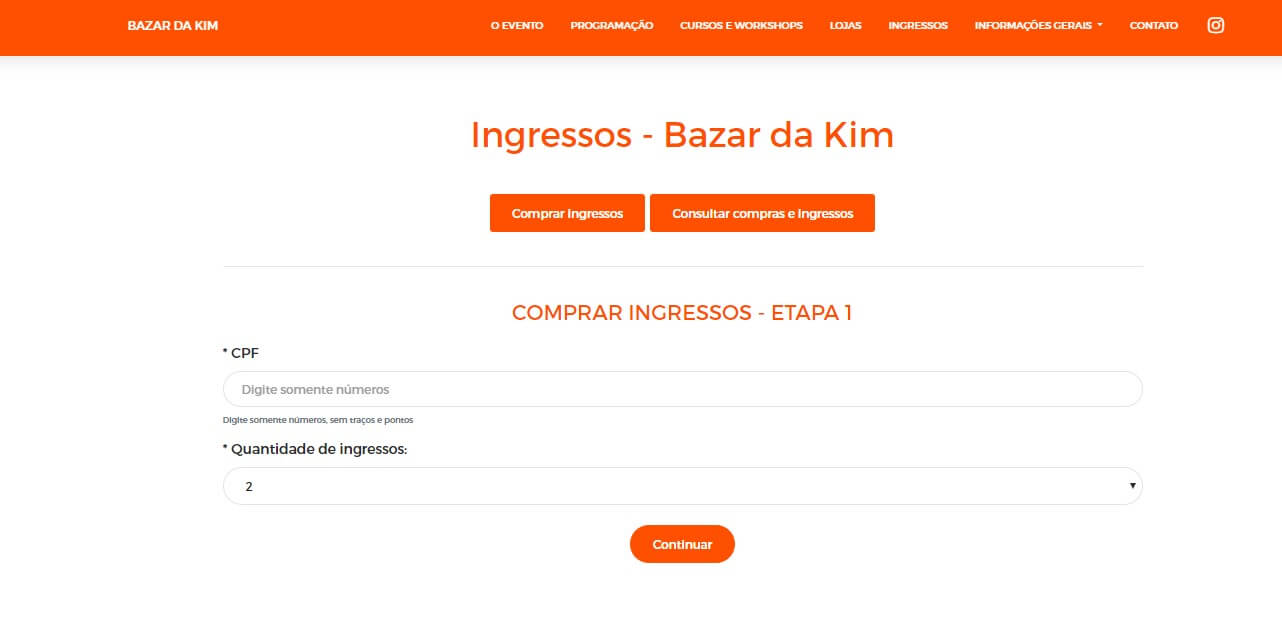 BAZAR DA KIM O EVENTO PROGRAMAÇÃO CURSOS E WORKSHOPS LOJAS INGRESSOS INFORMAÇÕES GERAIS CONTATO
Ingressos - Bazar da Kim
Comprar ingressos Consultar compras e ingressos
COMPRAR INGRESSOS - ETAPA 1
* CPF
Digite somente números
Digite somente números, sem traços e pontos
* Quantidade de ingressos:
2
Continuar